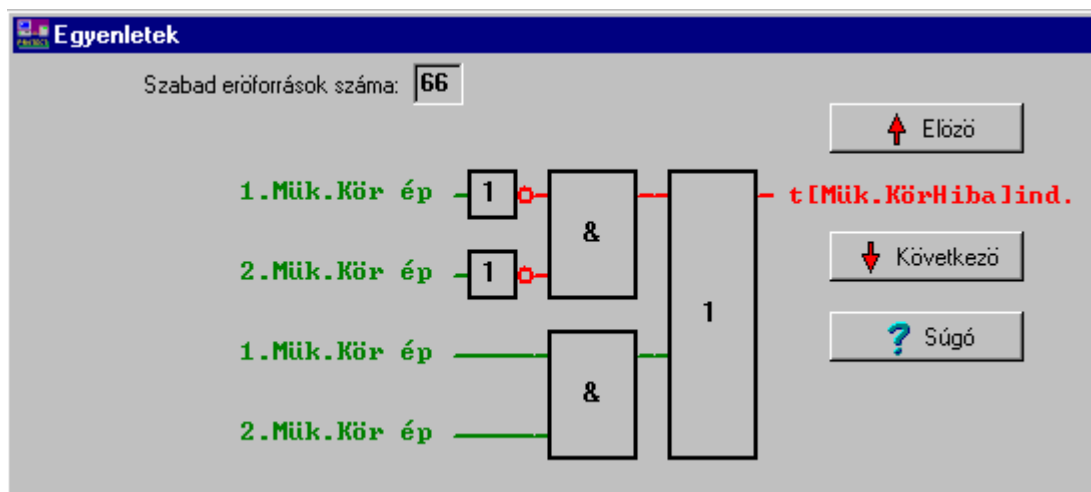 Egyenletek
Szabad erőforrások száma: 66
Előző
1.Mük.Kör ép 1 & 1 t[Mük.KörHiba]ind.
2.Mük.Kör ép 1
Következő
1.Mük.Kör ép &
Súgó
2.Mük.Kör ép